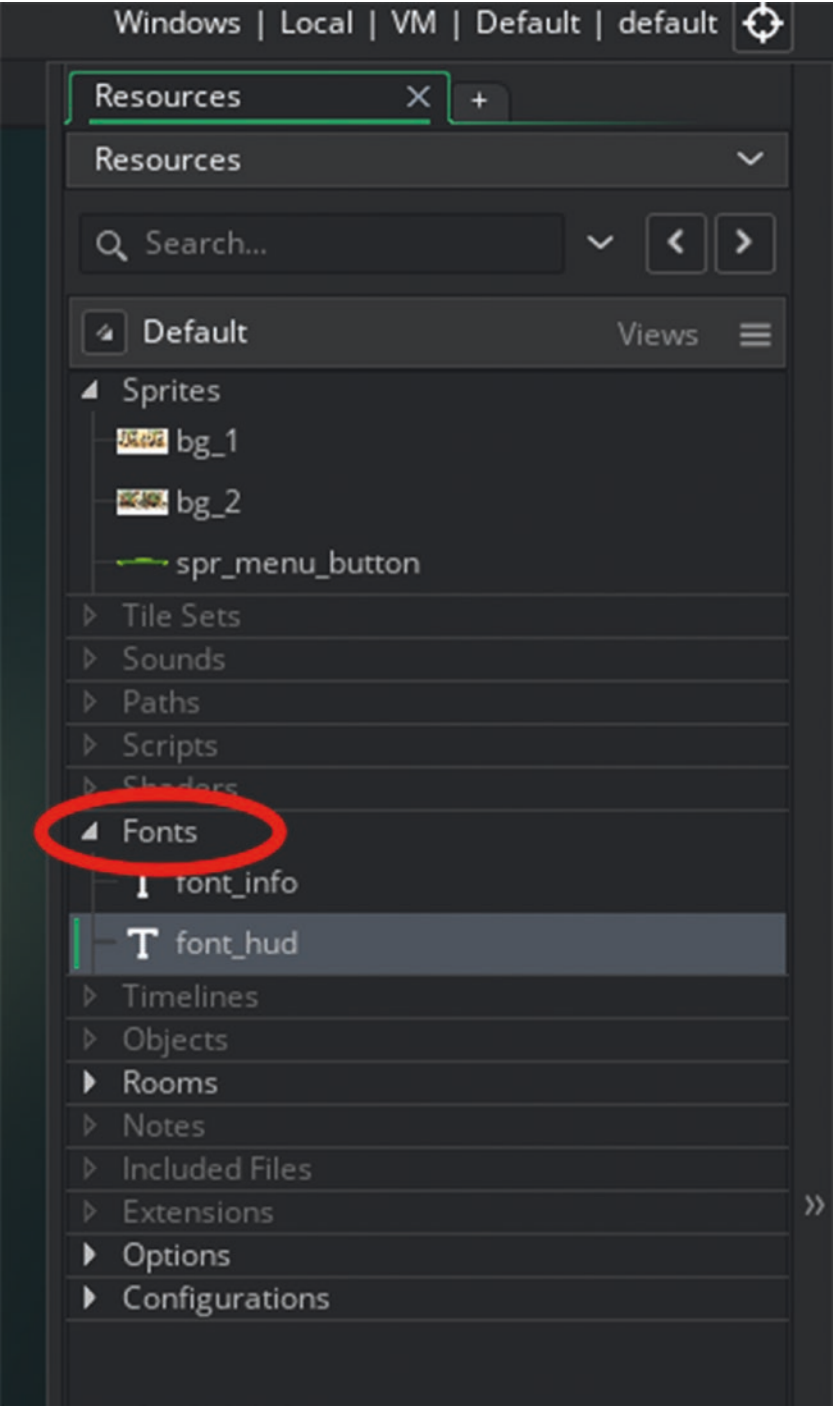 Windows | Local | VM | Default | default
Resources
+
Resources
Search...
Default Views
Sprites
bg_1
bg_2
spr_menu_button
Tile Sets
Sounds
Paths
Scripts
Shaders
Fonts
font_info
T font_hud
Timelines
Objects
Rooms
Notes
Included Files
Extensions
Options
Configurations